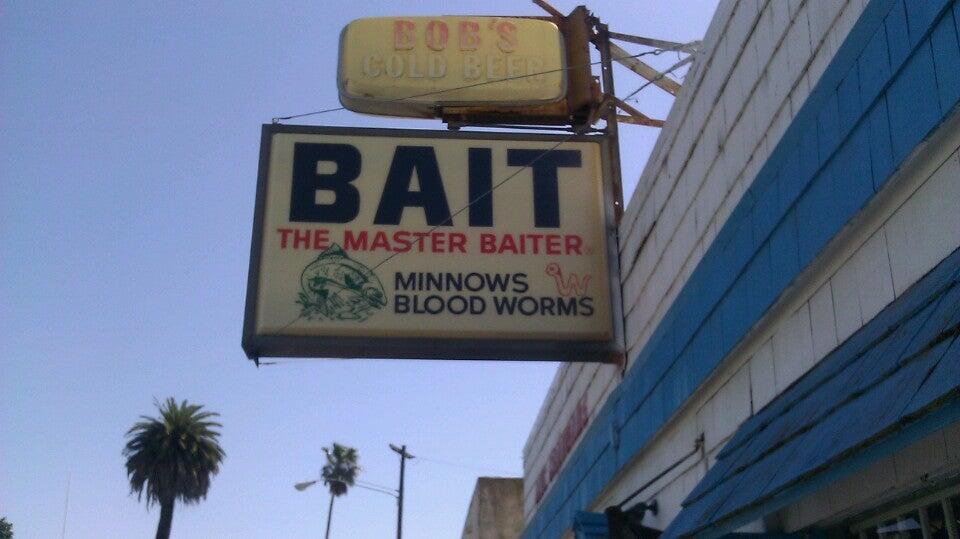 BOB'S
COLD BEER
BAIT
THE MASTER BAITER
MINNOWS
BLOOD WORMS